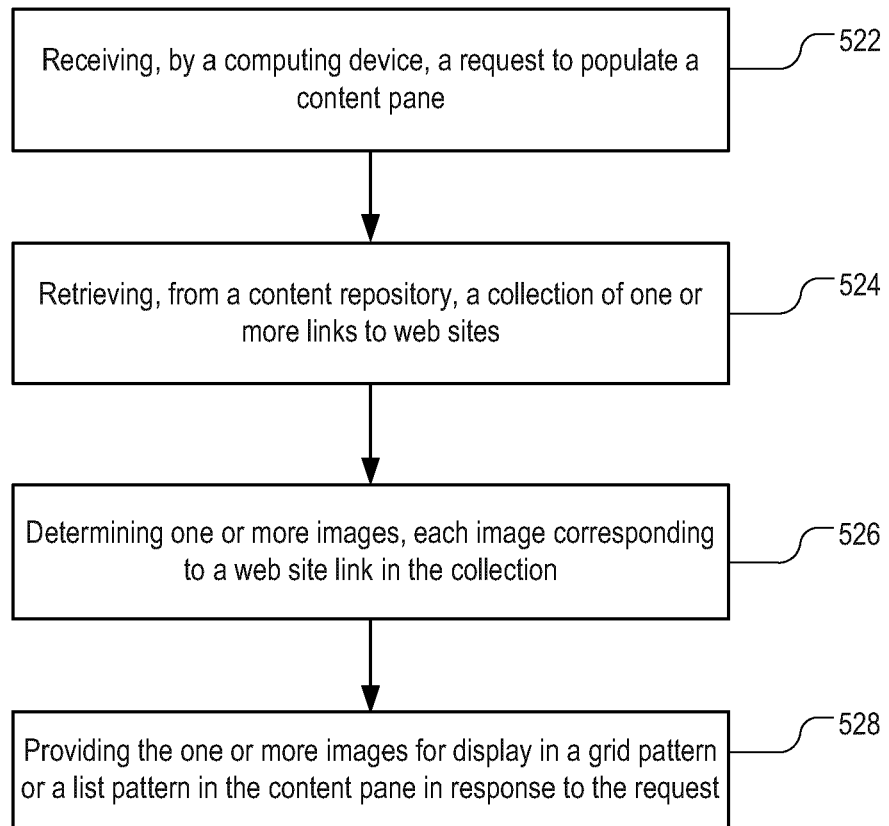 Receiving, by a computing device, a request to populate a
content pane
522
Retrieving, from a content repository, a collection of one or
more links to web sites
524
Determining one or more images, each image corresponding
to a web site link in the collection
526
Providing the one or more images for display in a grid pattern
or a list pattern in the content pane in response to the request
528